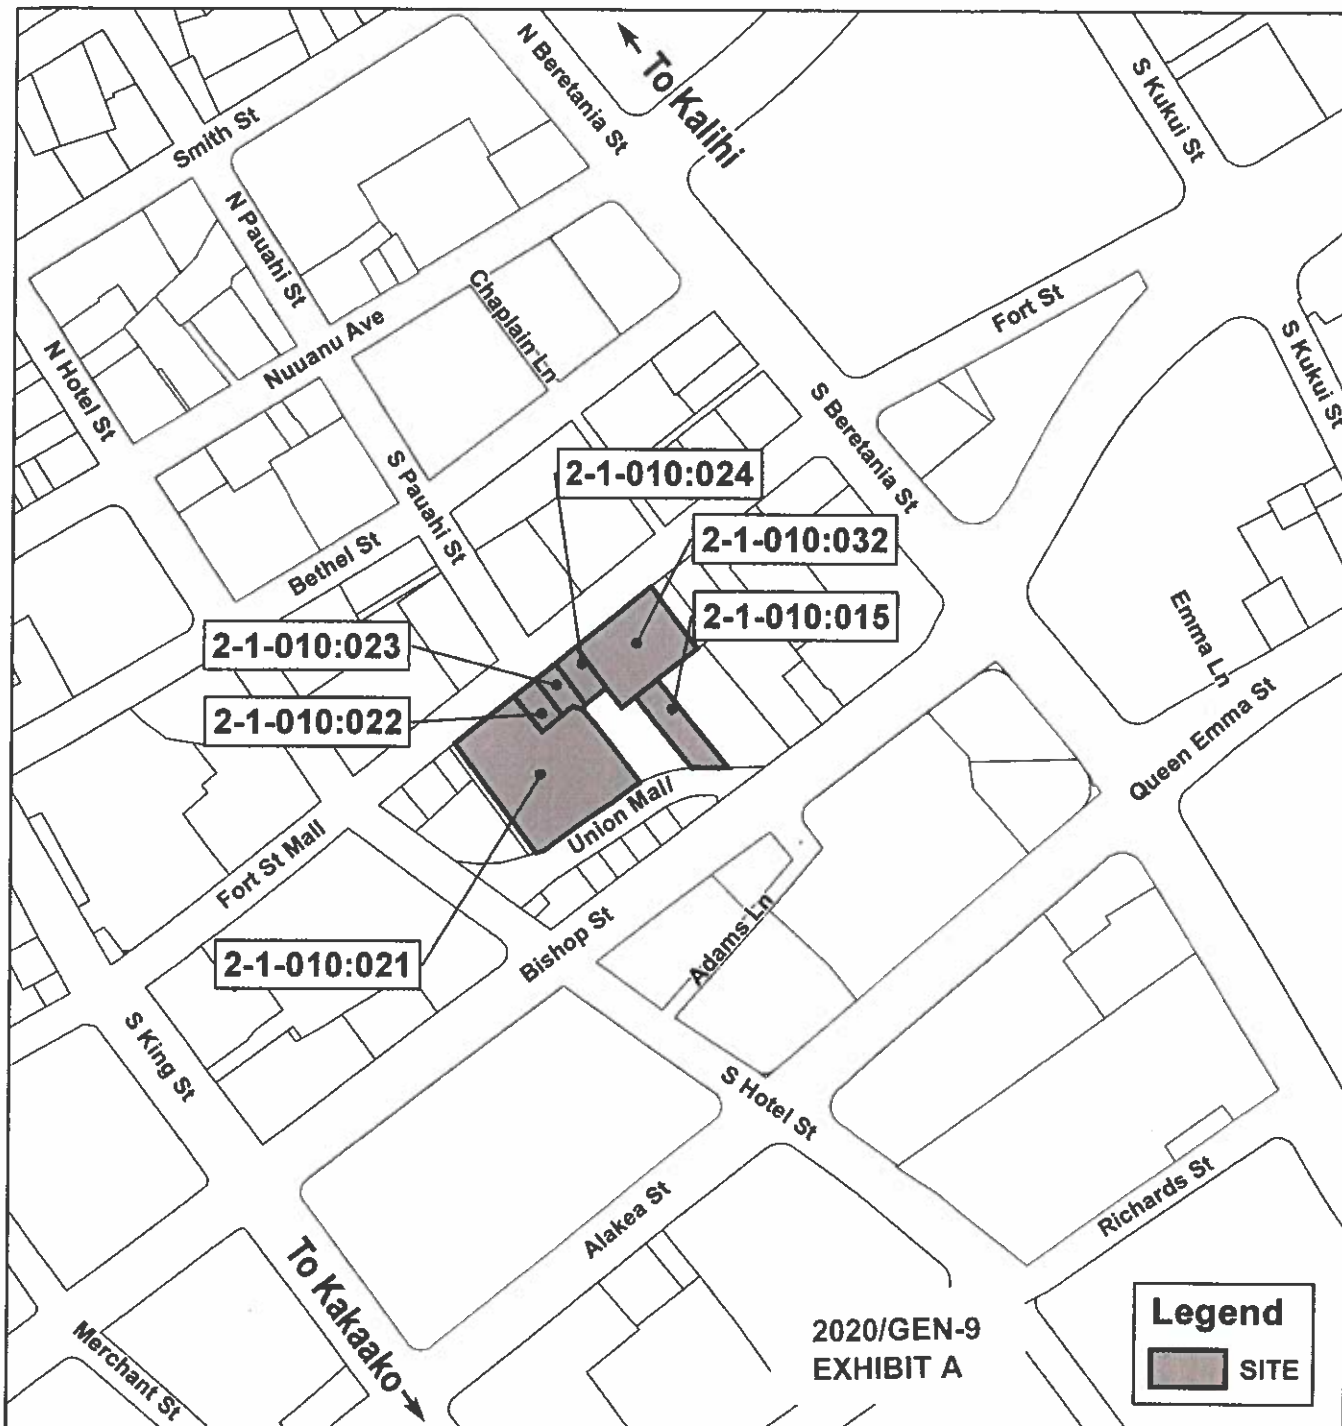 N Beretania St
To Kalihi
S Kukui St
Smith St
N Pauahi St
Chaplain Ln
Fort St
Nuuanu Ave
N Hotel St
S Kukui St
S Beretania St
S Pauahi St
2-1-010:024
2-1-010:032
Bethel St
2-1-010:015
2-1-010:023
Emma Ln
2-1-010:022
Queen Emma St
Union Mall
Fort St Mall
Adams Ln
Bishop St
2-1-010:021
S King St
S Hotel St
Richards St
Alakea St
To Kakaako
Merchant St
2020/GEN-9
EXHIBIT A
Legend
SITE